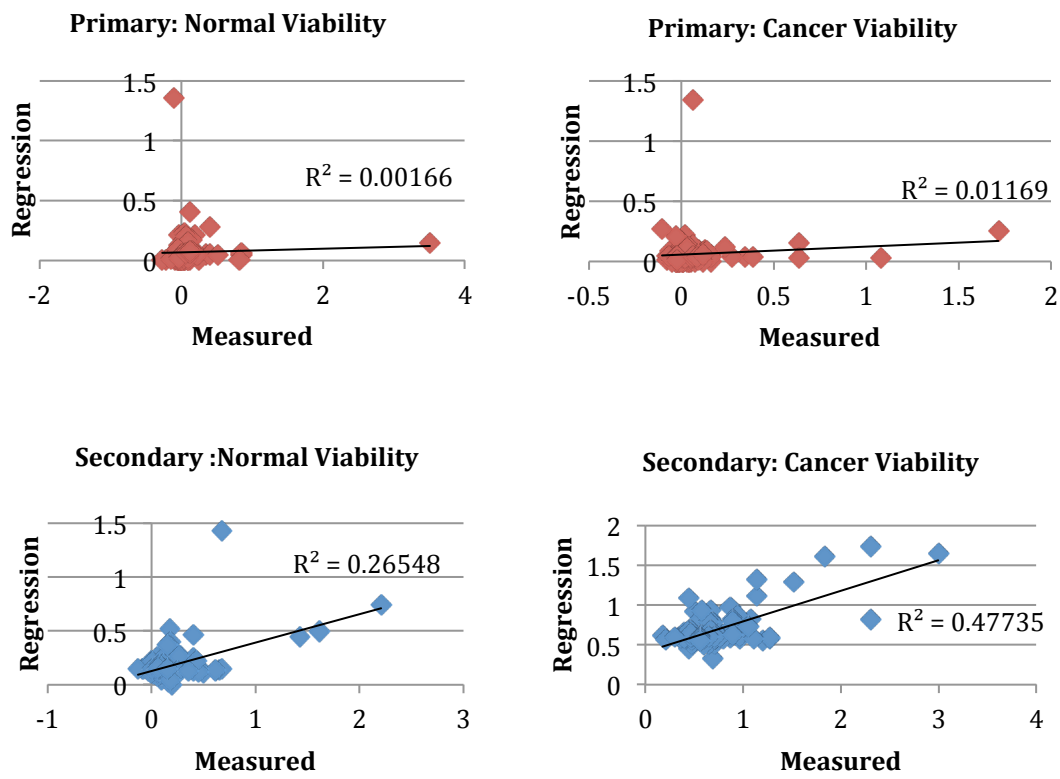 Primary: Normal Viability
1.5
1
R² = 0.00166
0.5
0
-2 0 2 4
Regression
Measured
Primary: Cancer Viability
1.5
1
R² = 0.01169
0.5
0
-0.5 0 0.5 1 1.5 2
Regression
Measured
Secondary :Normal Viability
1.5
R² = 0.26548
1
0.5
0
-1 0 1 2 3
Regression
Measured
Secondary: Cancer Viability
2
1.5
1
R² = 0.47735
0.5
0
0 1 2 3 4
Regression
Measured